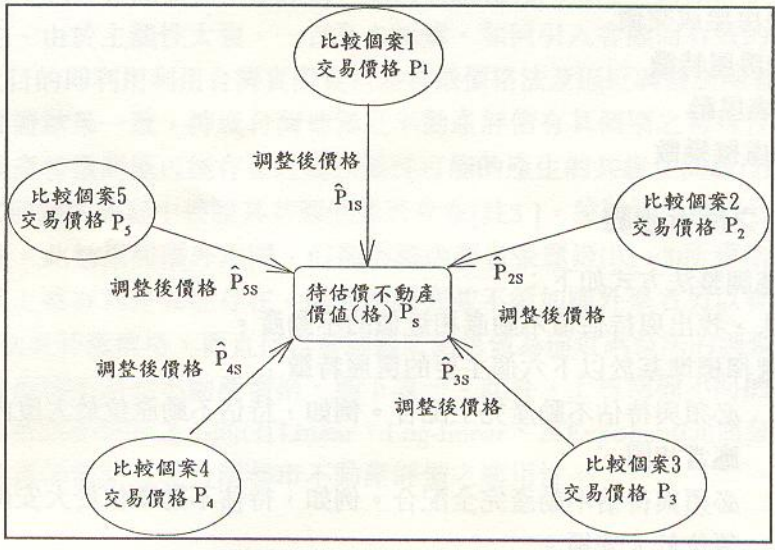 比較個案1
交易價格 P1
調整後價格
P̂1S
比較個案5
交易價格 P5
比較個案2
交易價格 P2
調整後價格 P̂5S
待估價不動產
價值(格) PS
P̂2S
調整後價格
調整後價格 P̂4S
P̂3S
調整後價格
比較個案4
交易價格 P4
比較個案3
交易價格 P3